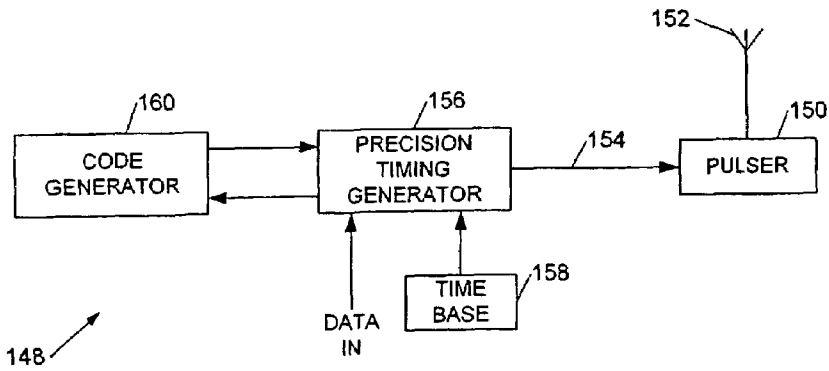 152
160
156
150
CODE
GENERATOR
PRECISION
TIMING
GENERATOR
154
PULSER
TIME
BASE
158
DATA
IN
148